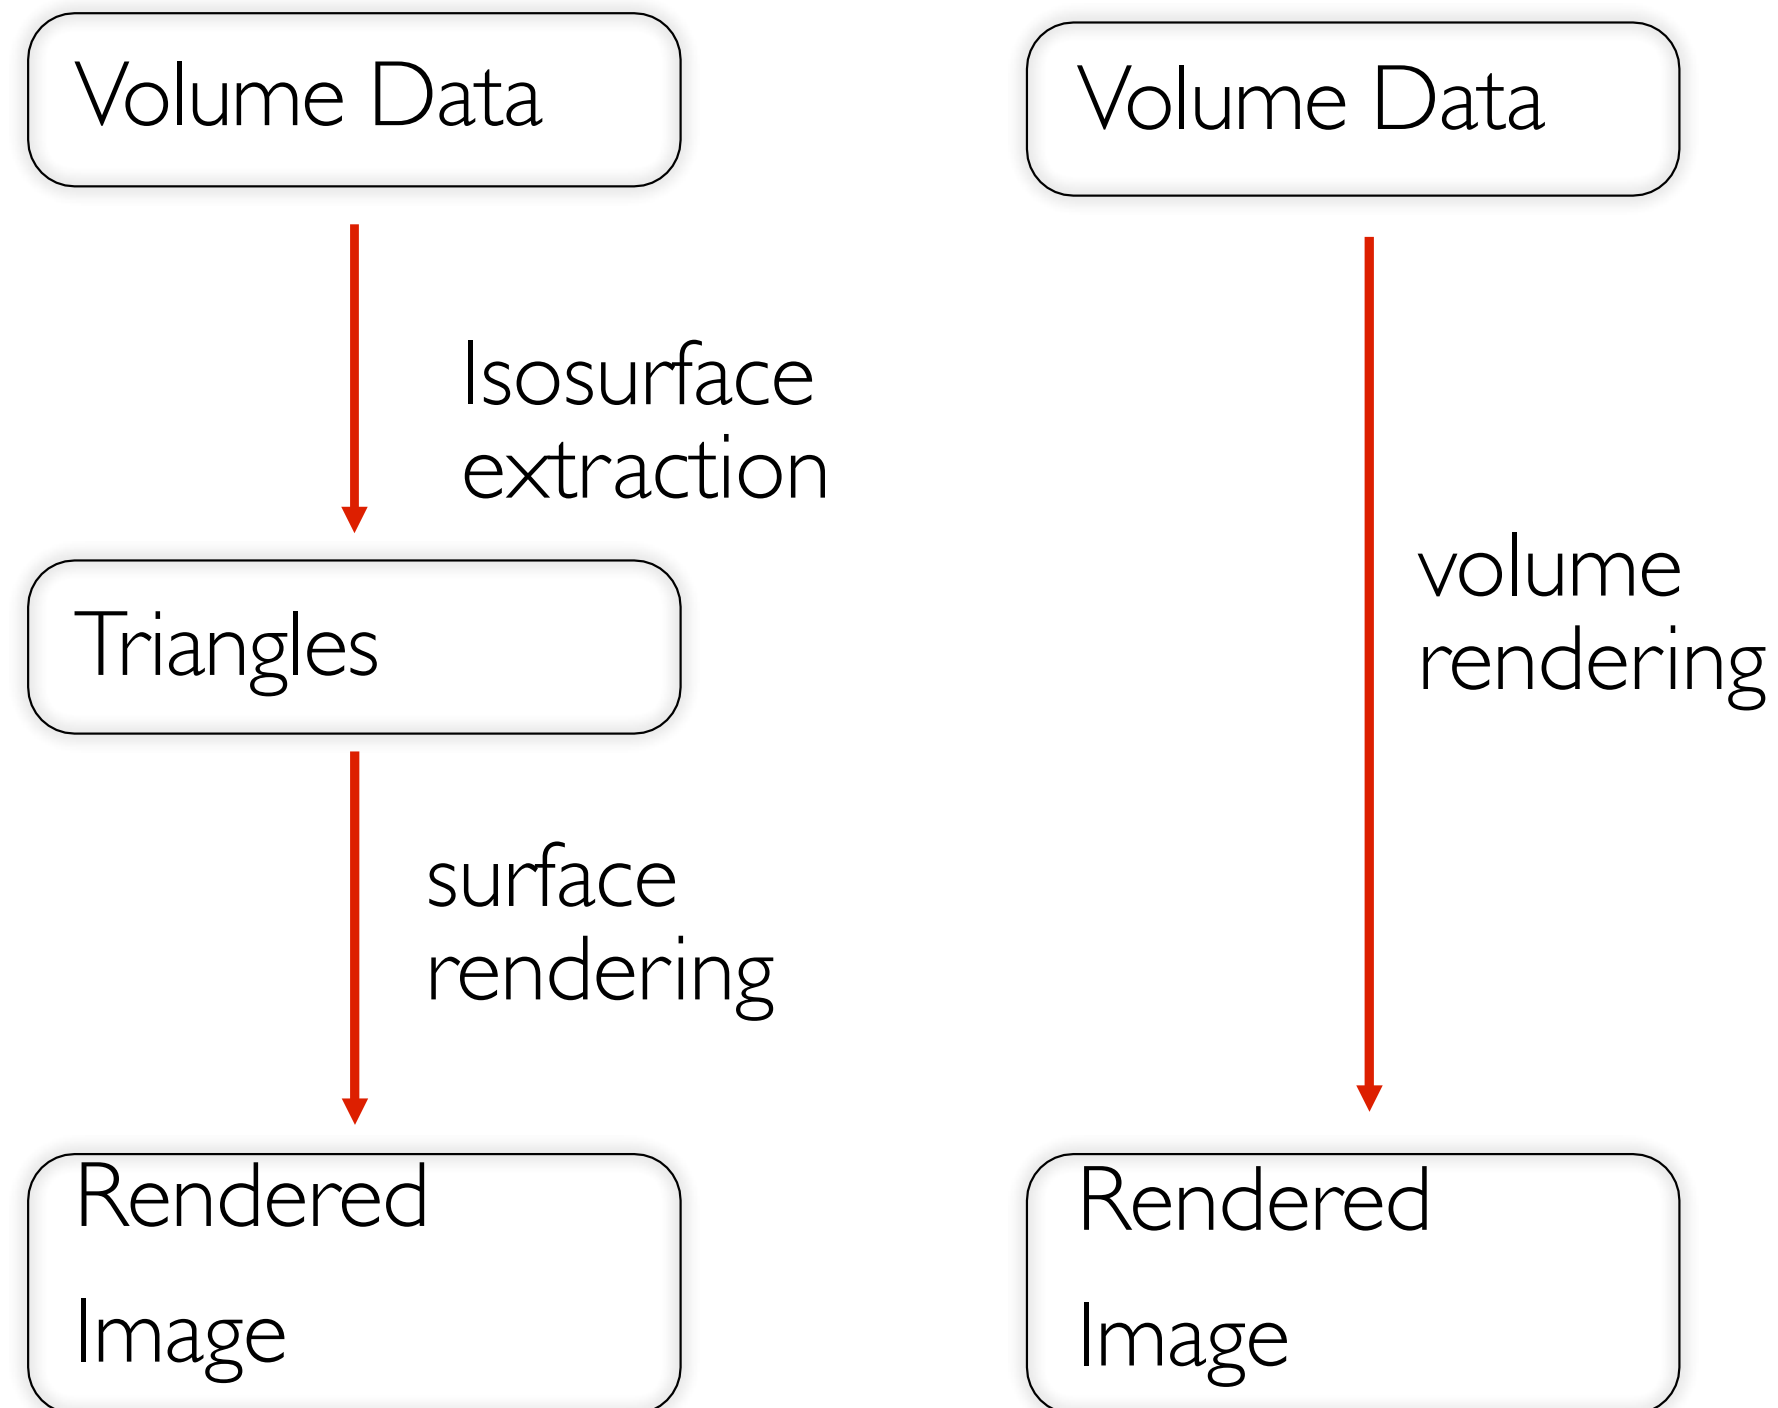 Volume Data
Isosurface
extraction
Triangles
surface
rendering
Rendered
Image
Volume Data
volume
rendering
Rendered
Image